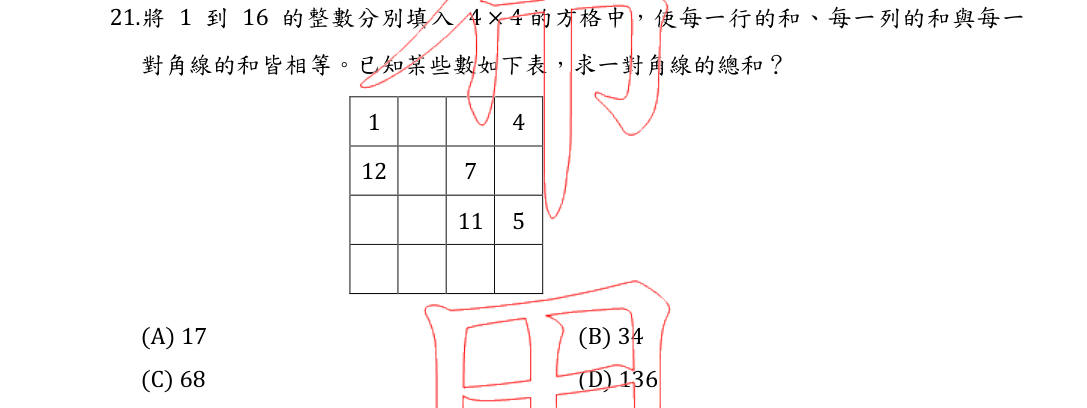 21.將 1 到 16 的整數分別填入 4×4 的方格中,使每一行的和、每一列的和與每一
對角線的和皆相等。已知某些數如下表,求一對角線的總和?
1 4
12 7
11 5
(A) 17 (B) 34
(C) 68 (D) 136